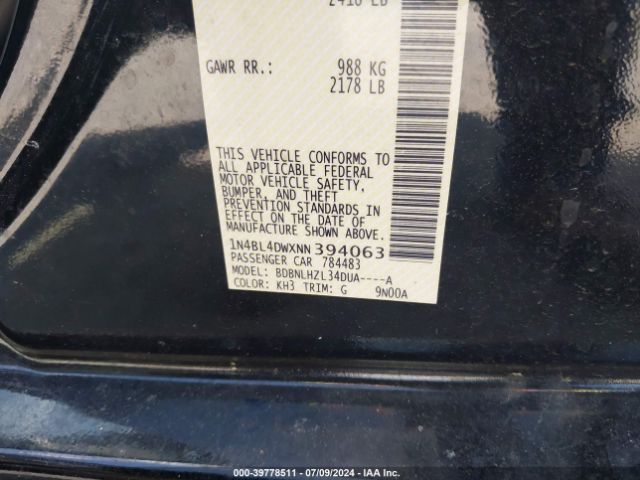 2410 LB
GAWR RR.: 988 KG
2178 LB
THIS VEHICLE CONFORMS TO
ALL APPLICABLE FEDERAL
MOTOR VEHICLE SAFETY,
BUMPER, AND THEFT
PREVENTION STANDARDS IN
EFFECT ON THE DATE OF
MANUFACTURE SHOWN ABOVE.
1N4BL4DWXNN394063
PASSENGER CAR 784483
MODEL: BDBNLHZL34DUA----A
COLOR: KH3 TRIM: G 9N00A
000-39778511 - 07/09/2024 - IAA Inc.